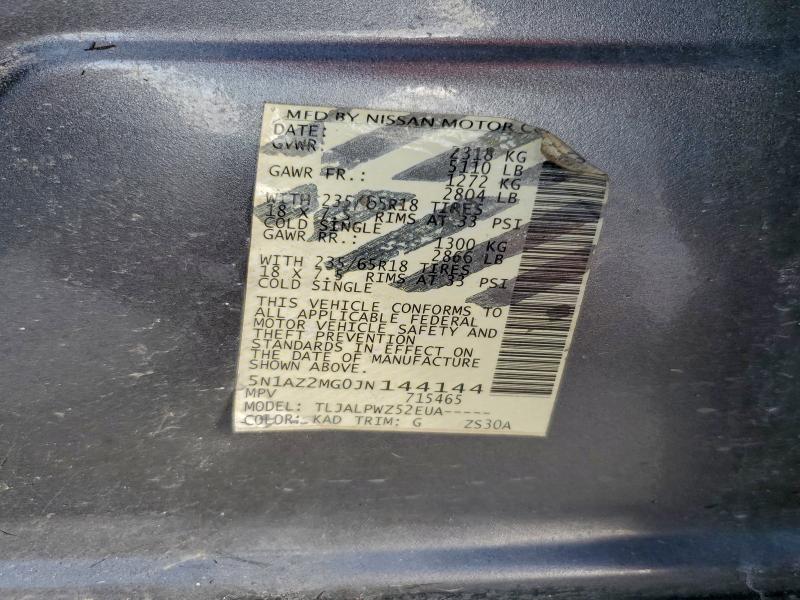 MFD BY NISSAN MOTOR C
DATE:
GVWR: 2318 KG
5110 LB
GAWR FR.: 1272 KG
2804 LB
WITH 235/65R18 TIRES
18 X 7.5 RIMS AT 33 PSI
COLD SINGLE
GAWR RR.: 1300 KG
2866 LB
WITH 235/65R18 TIRES
18 X 7.5 RIMS AT 33 PSI
COLD SINGLE
THIS VEHICLE CONFORMS TO
ALL APPLICABLE FEDERAL
MOTOR VEHICLE SAFETY AND
THEFT PREVENTION
STANDARDS IN EFFECT ON
THE DATE OF MANUFACTURE
SHOWN ABOVE.
5N1AZ2MG0JN144144
MPV 715465
MODEL: TLJALPWZ52EUA-----
COLOR: KAD TRIM: G ZS30A